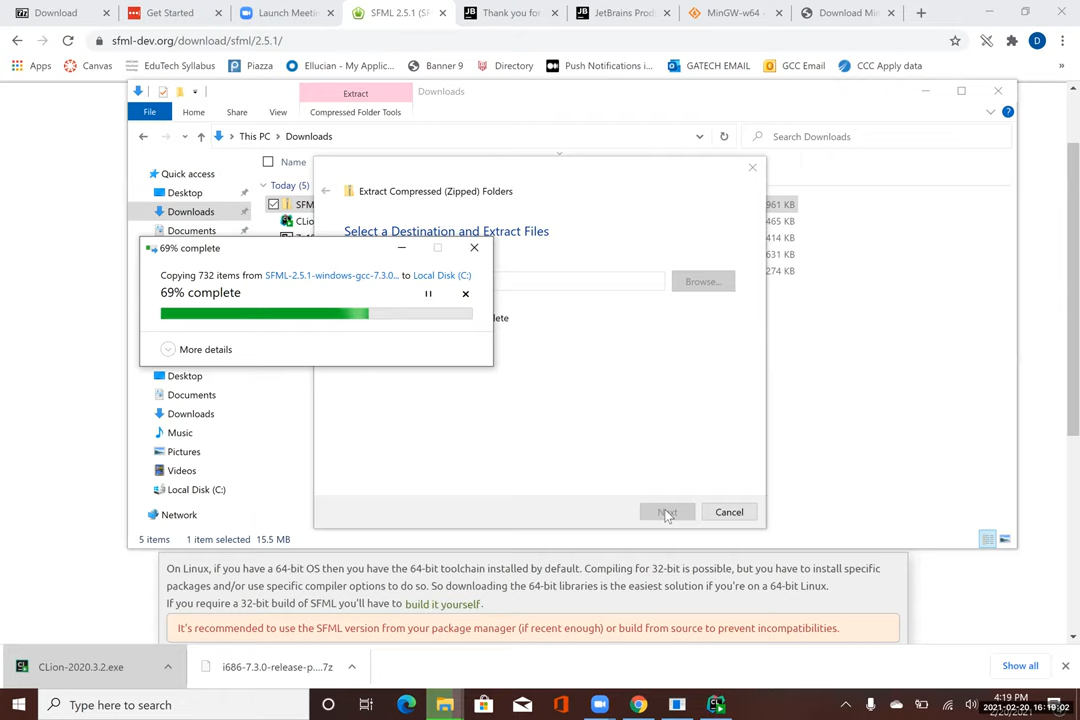 Download
Get Started
Launch Meeti
SFML 2.5.1 (SF
Thank you for
JetBrains Prod
MinGW-w64 -
Download Min
sfml-dev.org/download/sfml/2.5.1/
D
Apps
Canvas
EduTech Syllabus
Piazza
Ellucian - My Applic...
Banner 9
Directory
Push Notifications i...
GATECH EMAIL
GCC Email
CCC Apply data
»
Extract
Downloads
File
Home
Share
View
Compressed Folder Tools
This PC > Downloads
Search Downloads
Quick access
Desktop
Downloads
Documents
Name
Today (5)
SFM
961 KB
CLio
465 KB
414 KB
631 KB
274 KB
Extract Compressed (Zipped) Folders
Select a Destination and Extract Files
Browse...
lete
69% complete
Copying 732 items from SFML-2.5.1-windows-gcc-7.3.0... to Local Disk (C:)
69% complete
More details
Desktop
Documents
Downloads
Music
Pictures
Videos
Local Disk (C:)
Network
Next
Cancel
5 items 1 item selected 15.5 MB
On Linux, if you have a 64-bit OS then you have the 64-bit toolchain installed by default. Compiling for 32-bit is possible, but you have to install specific
packages and/or use specific compiler options to do so. So downloading the 64-bit libraries is the easiest solution if you're on a 64-bit Linux.
If you require a 32-bit build of SFML you'll have to build it yourself.
It's recommended to use the SFML version from your package manager (if recent enough) or build from source to prevent incompatibilities.
CLion-2020.3.2.exe
i686-7.3.0-release-p....7z
Show all
Type here to search
4:19 PM
2021-02-20, 16:19:02